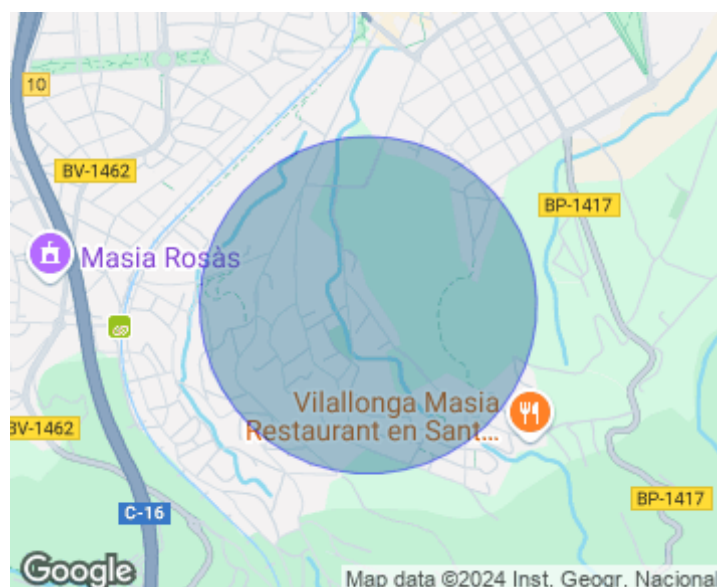 10
BV-1462
BP-1417
Masia Rosàs
Vilallonga Masia
Restaurant en Sant...
BV-1462
C-16
BP-1417
Google
Map data ©2024 Inst. Geogr. Nacional